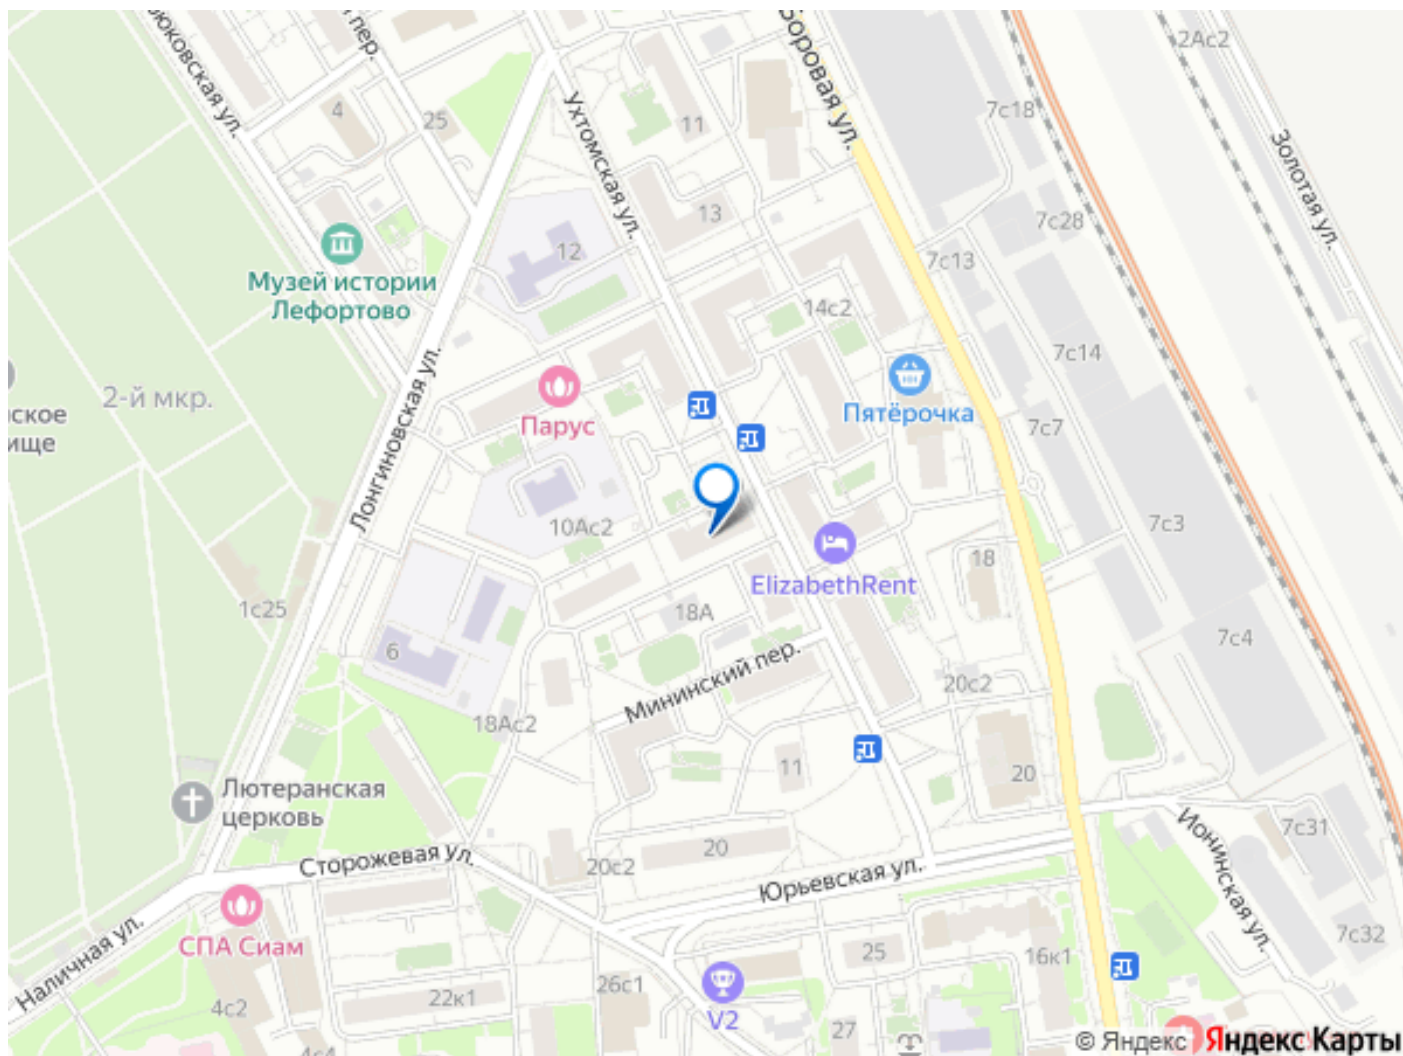 2Ас2
Боровая ул.
пер.
7с18
4
25
11
Ухтомская ул.
Золотая ул.
13
7с28
12
7с13
Музей истории
Лефортово
14с2
7с14
2-й мкр.
Парус
Пятёрочка
7с7
Лонгиновская ул.
10Ас2
7с3
18
ElizabethRent
1с25
18А
7с4
6
Мининский пер.
20с2
18Ас2
11
20
Лютеранская
церковь
Ионинская ул.
7с31
20
Сторожевая ул.
20с2
Юрьевская ул.
СПА Сиам
Наличная ул.
25
16к1
7с32
4с2
22к1
26с1
V2
27
© Яндекс
Яндекс Карты